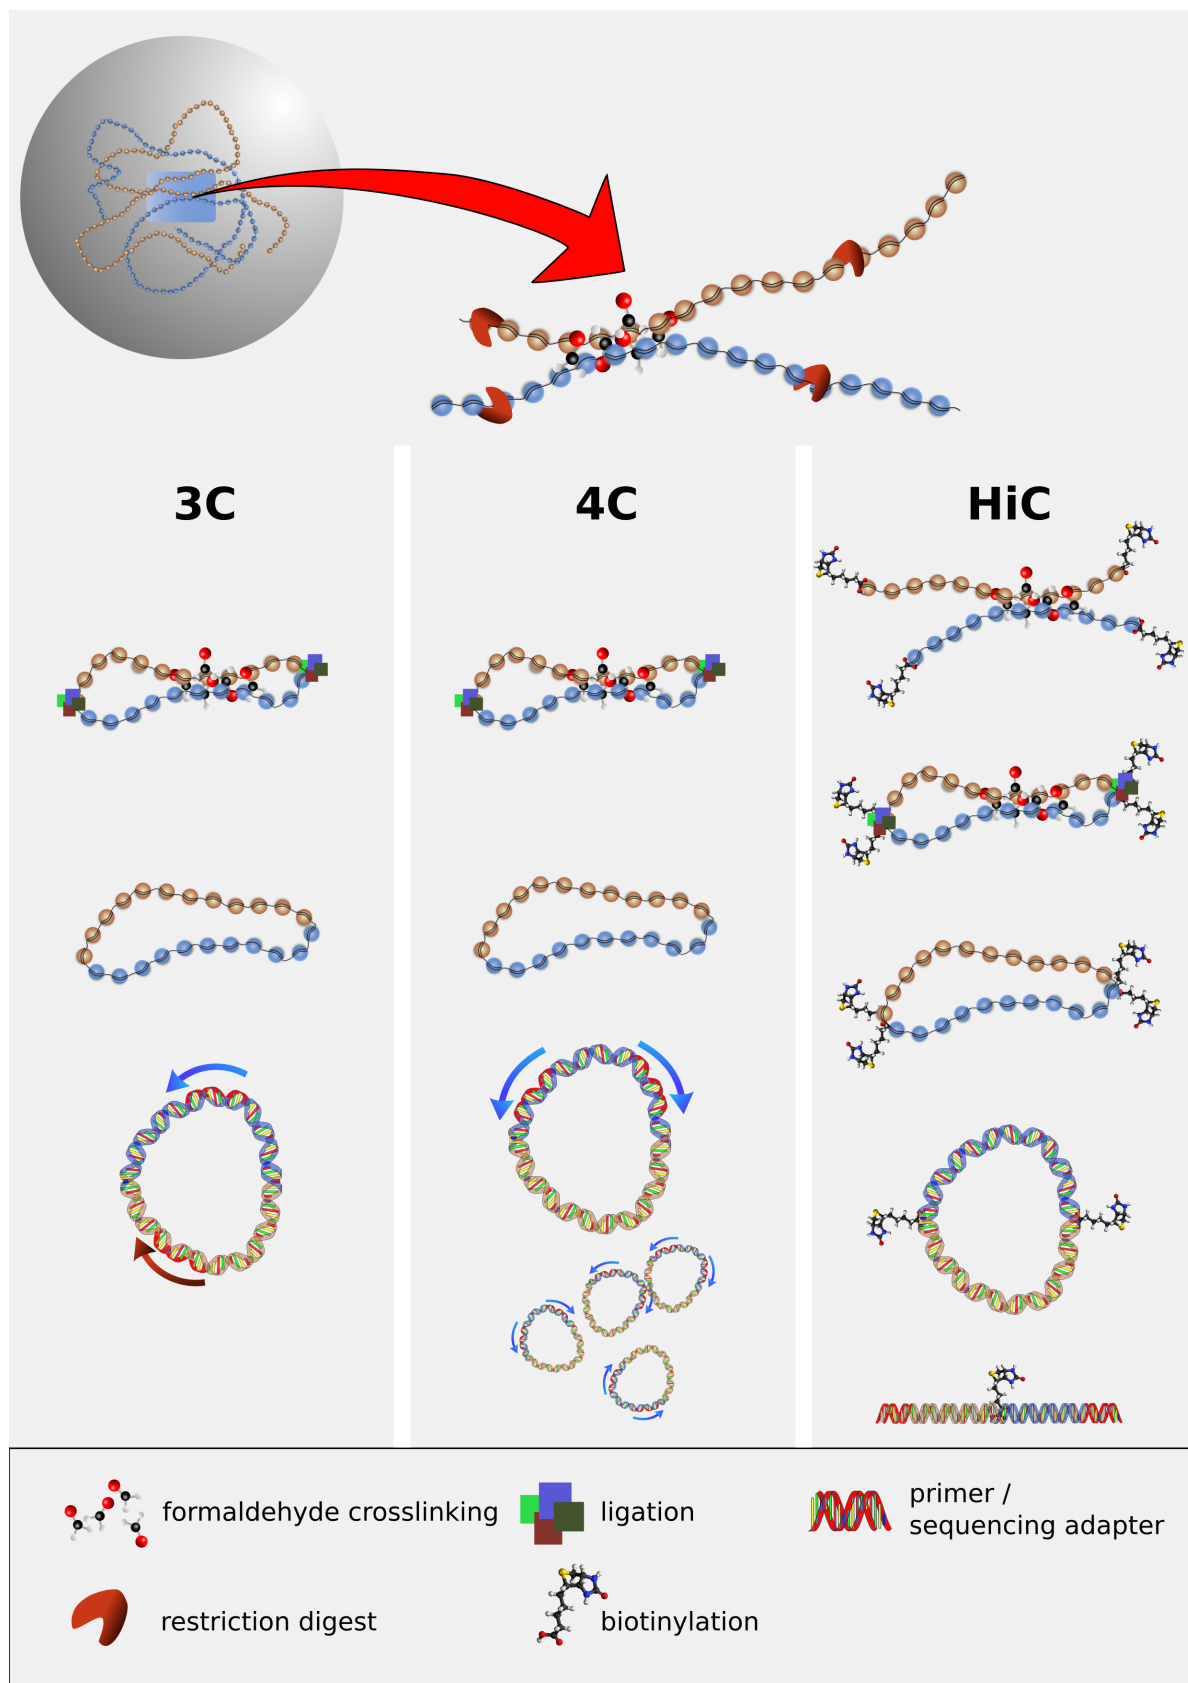 3C
4C
HiC
formaldehyde crosslinking
ligation
primer /
sequencing adapter
restriction digest
biotinylation